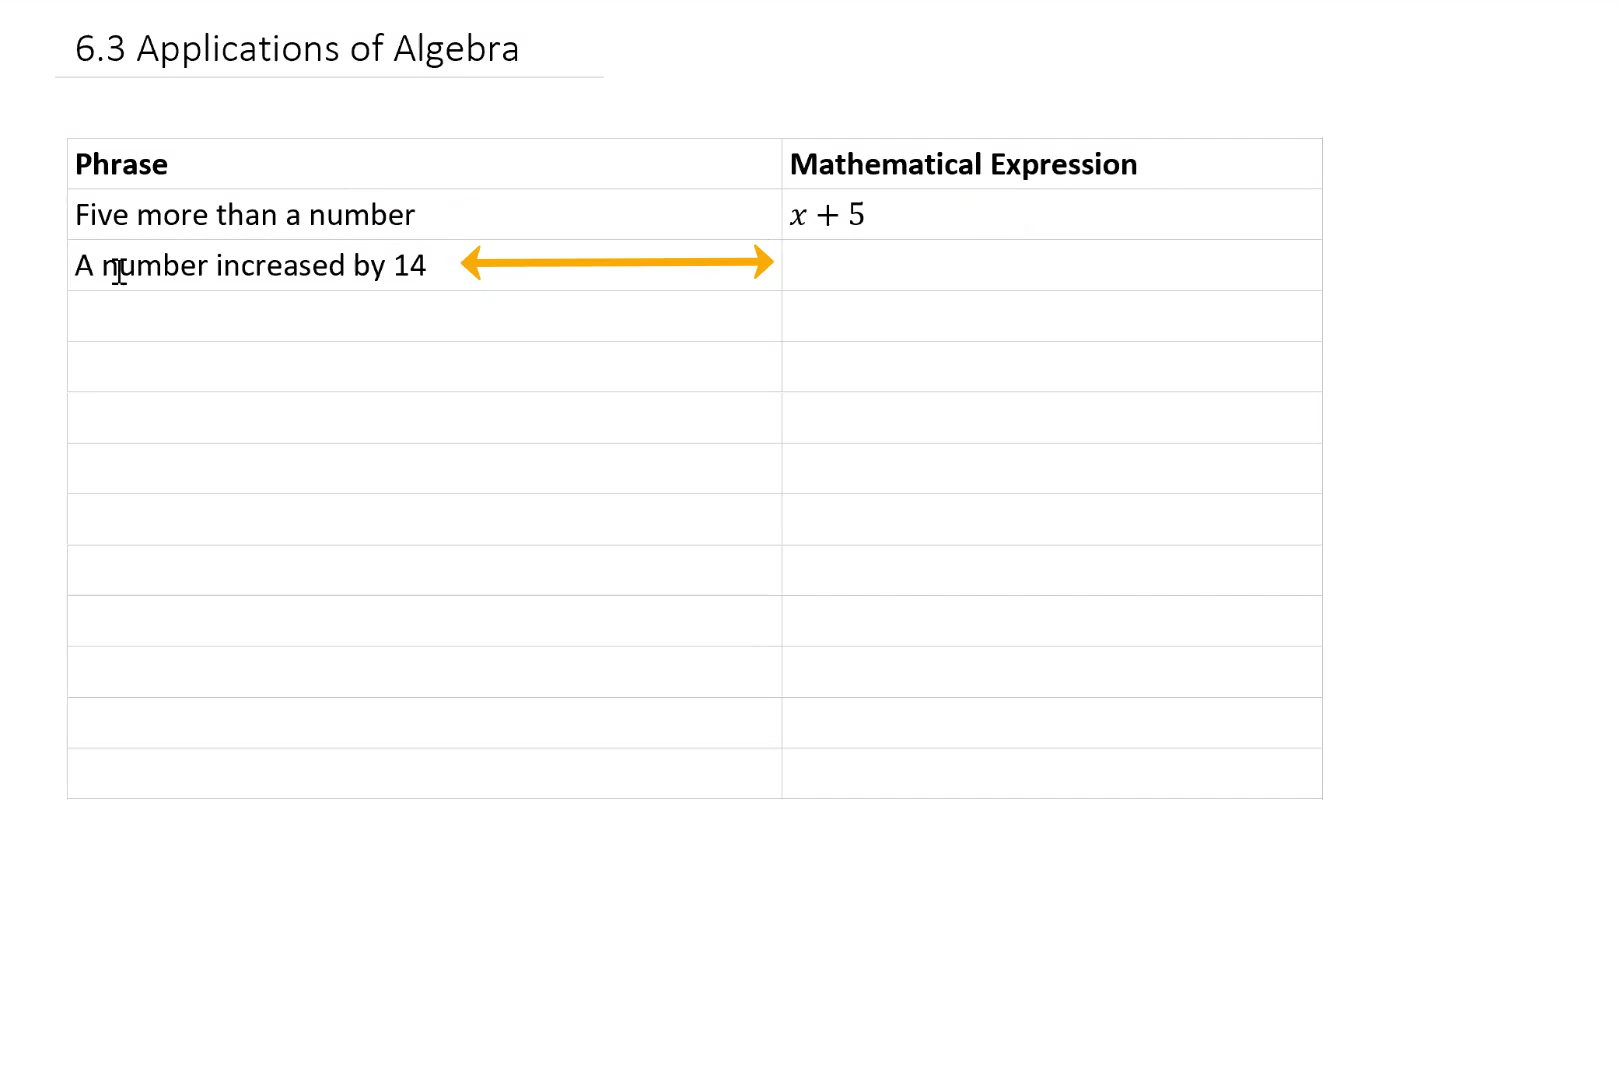 6.3 Applications of Algebra
Phrase Mathematical Expression
Five more than a number x + 5
A number increased by 14